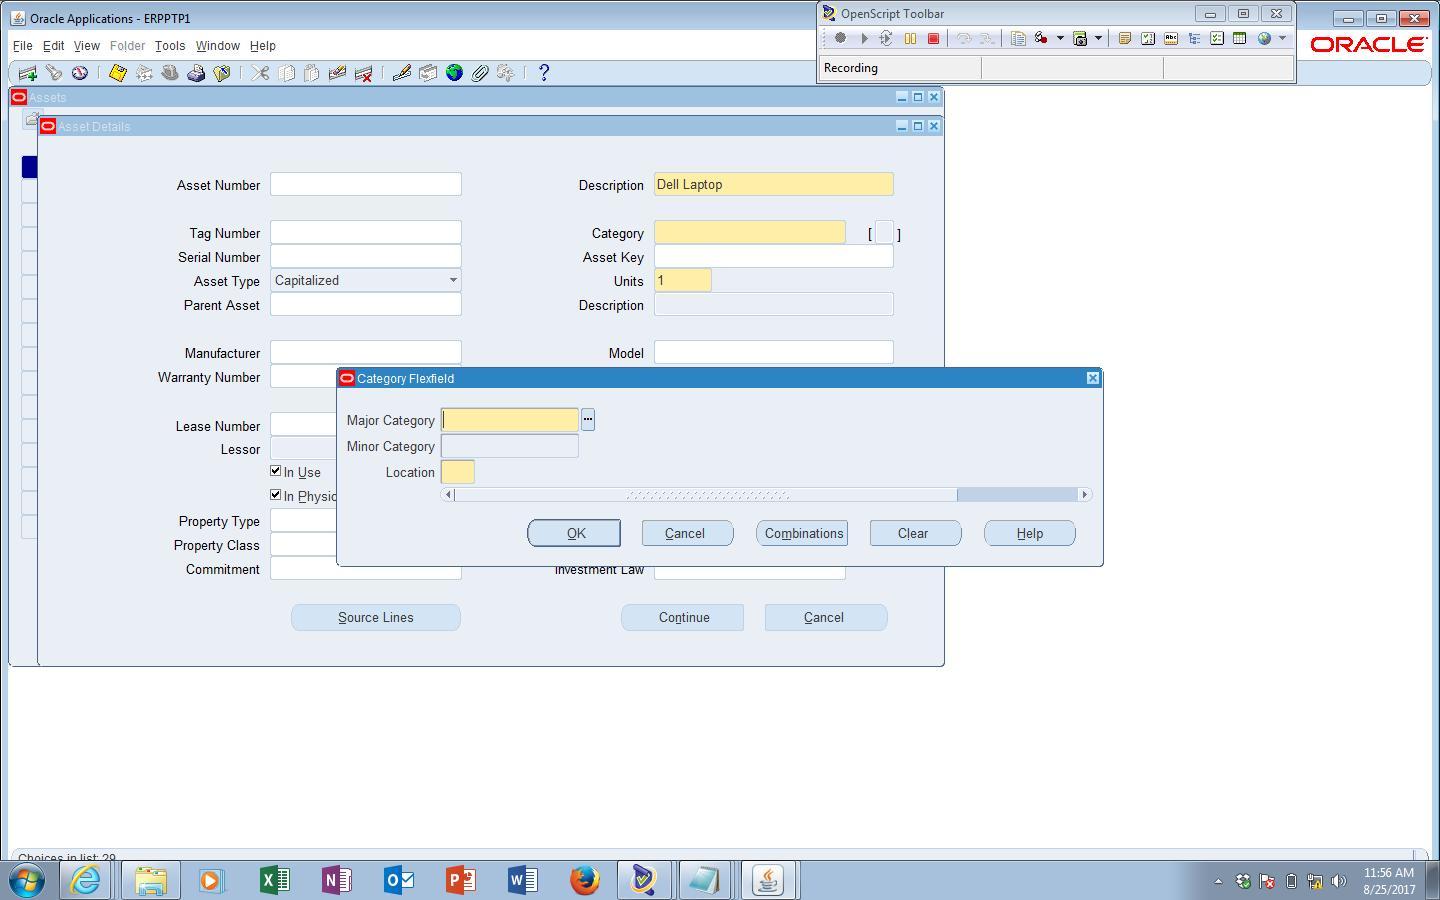 Oracle Applications - ERPPTP1
OpenScript Toolbar
File Edit View Folder Tools Window Help
ORACLE
Recording
Assets
Asset Details
Asset Number
Description Dell Laptop
Tag Number
Category [ ]
Serial Number
Asset Key
Asset Type Capitalized
Units 1
Parent Asset
Description
Manufacturer
Model
Warranty Number
Category Flexfield
Major Category
Lease Number
Minor Category
Lessor
Location
In Use
In Physic
Property Type
OK Cancel Combinations Clear Help
Property Class
Commitment
Investment Law
Source Lines Continue Cancel
Choices in list: 29
11:56 AM
8/25/2017